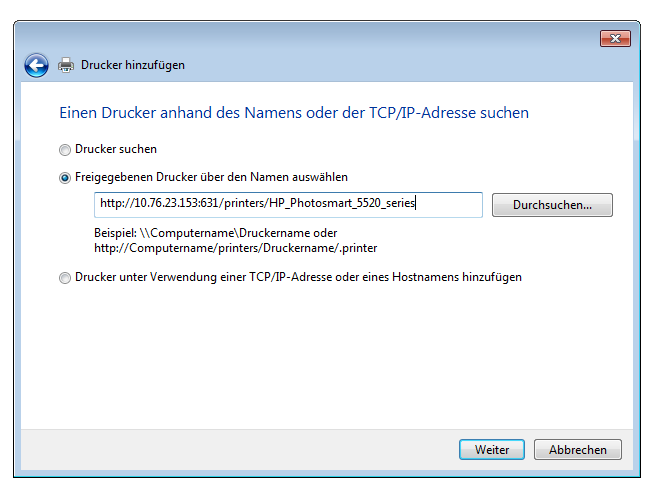 Drucker hinzufügen
Einen Drucker anhand des Namens oder der TCP/IP-Adresse suchen
Drucker suchen
Freigegebenen Drucker über den Namen auswählen
http://10.76.23.153:631/printers/HP_Photosmart_5520_series
Durchsuchen...
Beispiel: \\Computername\Druckername oder
http://Computername/printers/Druckername/.printer
Drucker unter Verwendung einer TCP/IP-Adresse oder eines Hostnamens hinzufügen
Weiter
Abbrechen